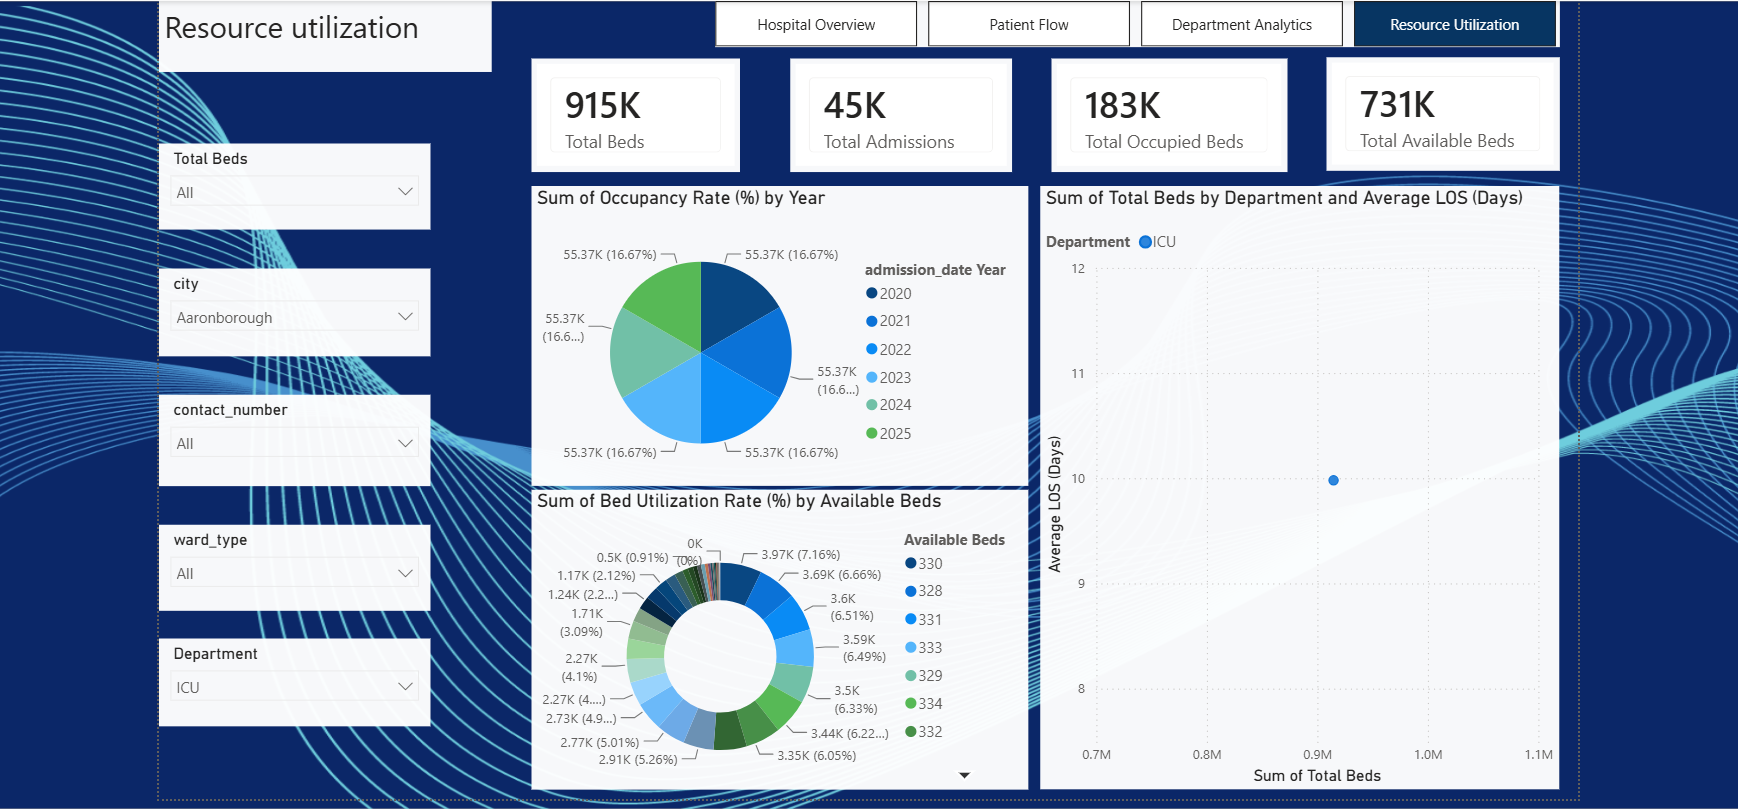 Resource utilization
Hospital Overview
Patient Flow
Department Analytics
Resource Utilization
915K
Total Beds
45K
Total Admissions
183K
Total Occupied Beds
731K
Total Available Beds
Total Beds
All
city
Aaronborough
contact_number
All
ward_type
All
Department
ICU
Sum of Occupancy Rate (%) by Year
55.37K (16.67%)
55.37K (16.67%)
55.37K
(16.6...)
55.37K
(16.6...)
55.37K (16.67%)
55.37K (16.67%)
admission_date Year
2020
2021
2022
2023
2024
2025
Sum of Bed Utilization Rate (%) by Available Beds
0K
(0%)
0.5K (0.91%)
3.97K (7.16%)
1.17K (2.12%)
3.69K (6.66%)
1.24K (2.2...)
3.6K
(6.51%)
1.71K
(3.09%)
3.59K
(6.49%)
2.27K
(4.1%)
3.5K
(6.33%)
2.27K (4....)
2.73K (4.9...)
3.44K (6.22...)
2.77K (5.01%)
3.35K (6.05%)
2.91K (5.26%)
Available Beds
330
328
331
333
329
334
332
Sum of Total Beds by Department and Average LOS (Days)
Department
ICU
Average LOS (Days)
12
11
10
9
8
0.7M
0.8M
0.9M
1.0M
1.1M
Sum of Total Beds